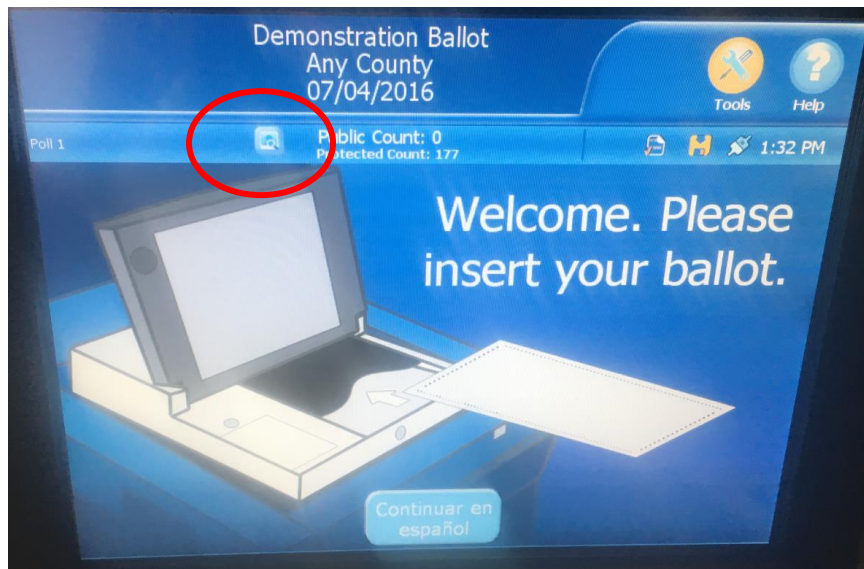 Demonstration Ballot
Any County
07/04/2016
Tools
Help
Poll 1
Public Count: 0
Protected Count: 177
1:32 PM
Welcome. Please
insert your ballot.
Continuar en
español